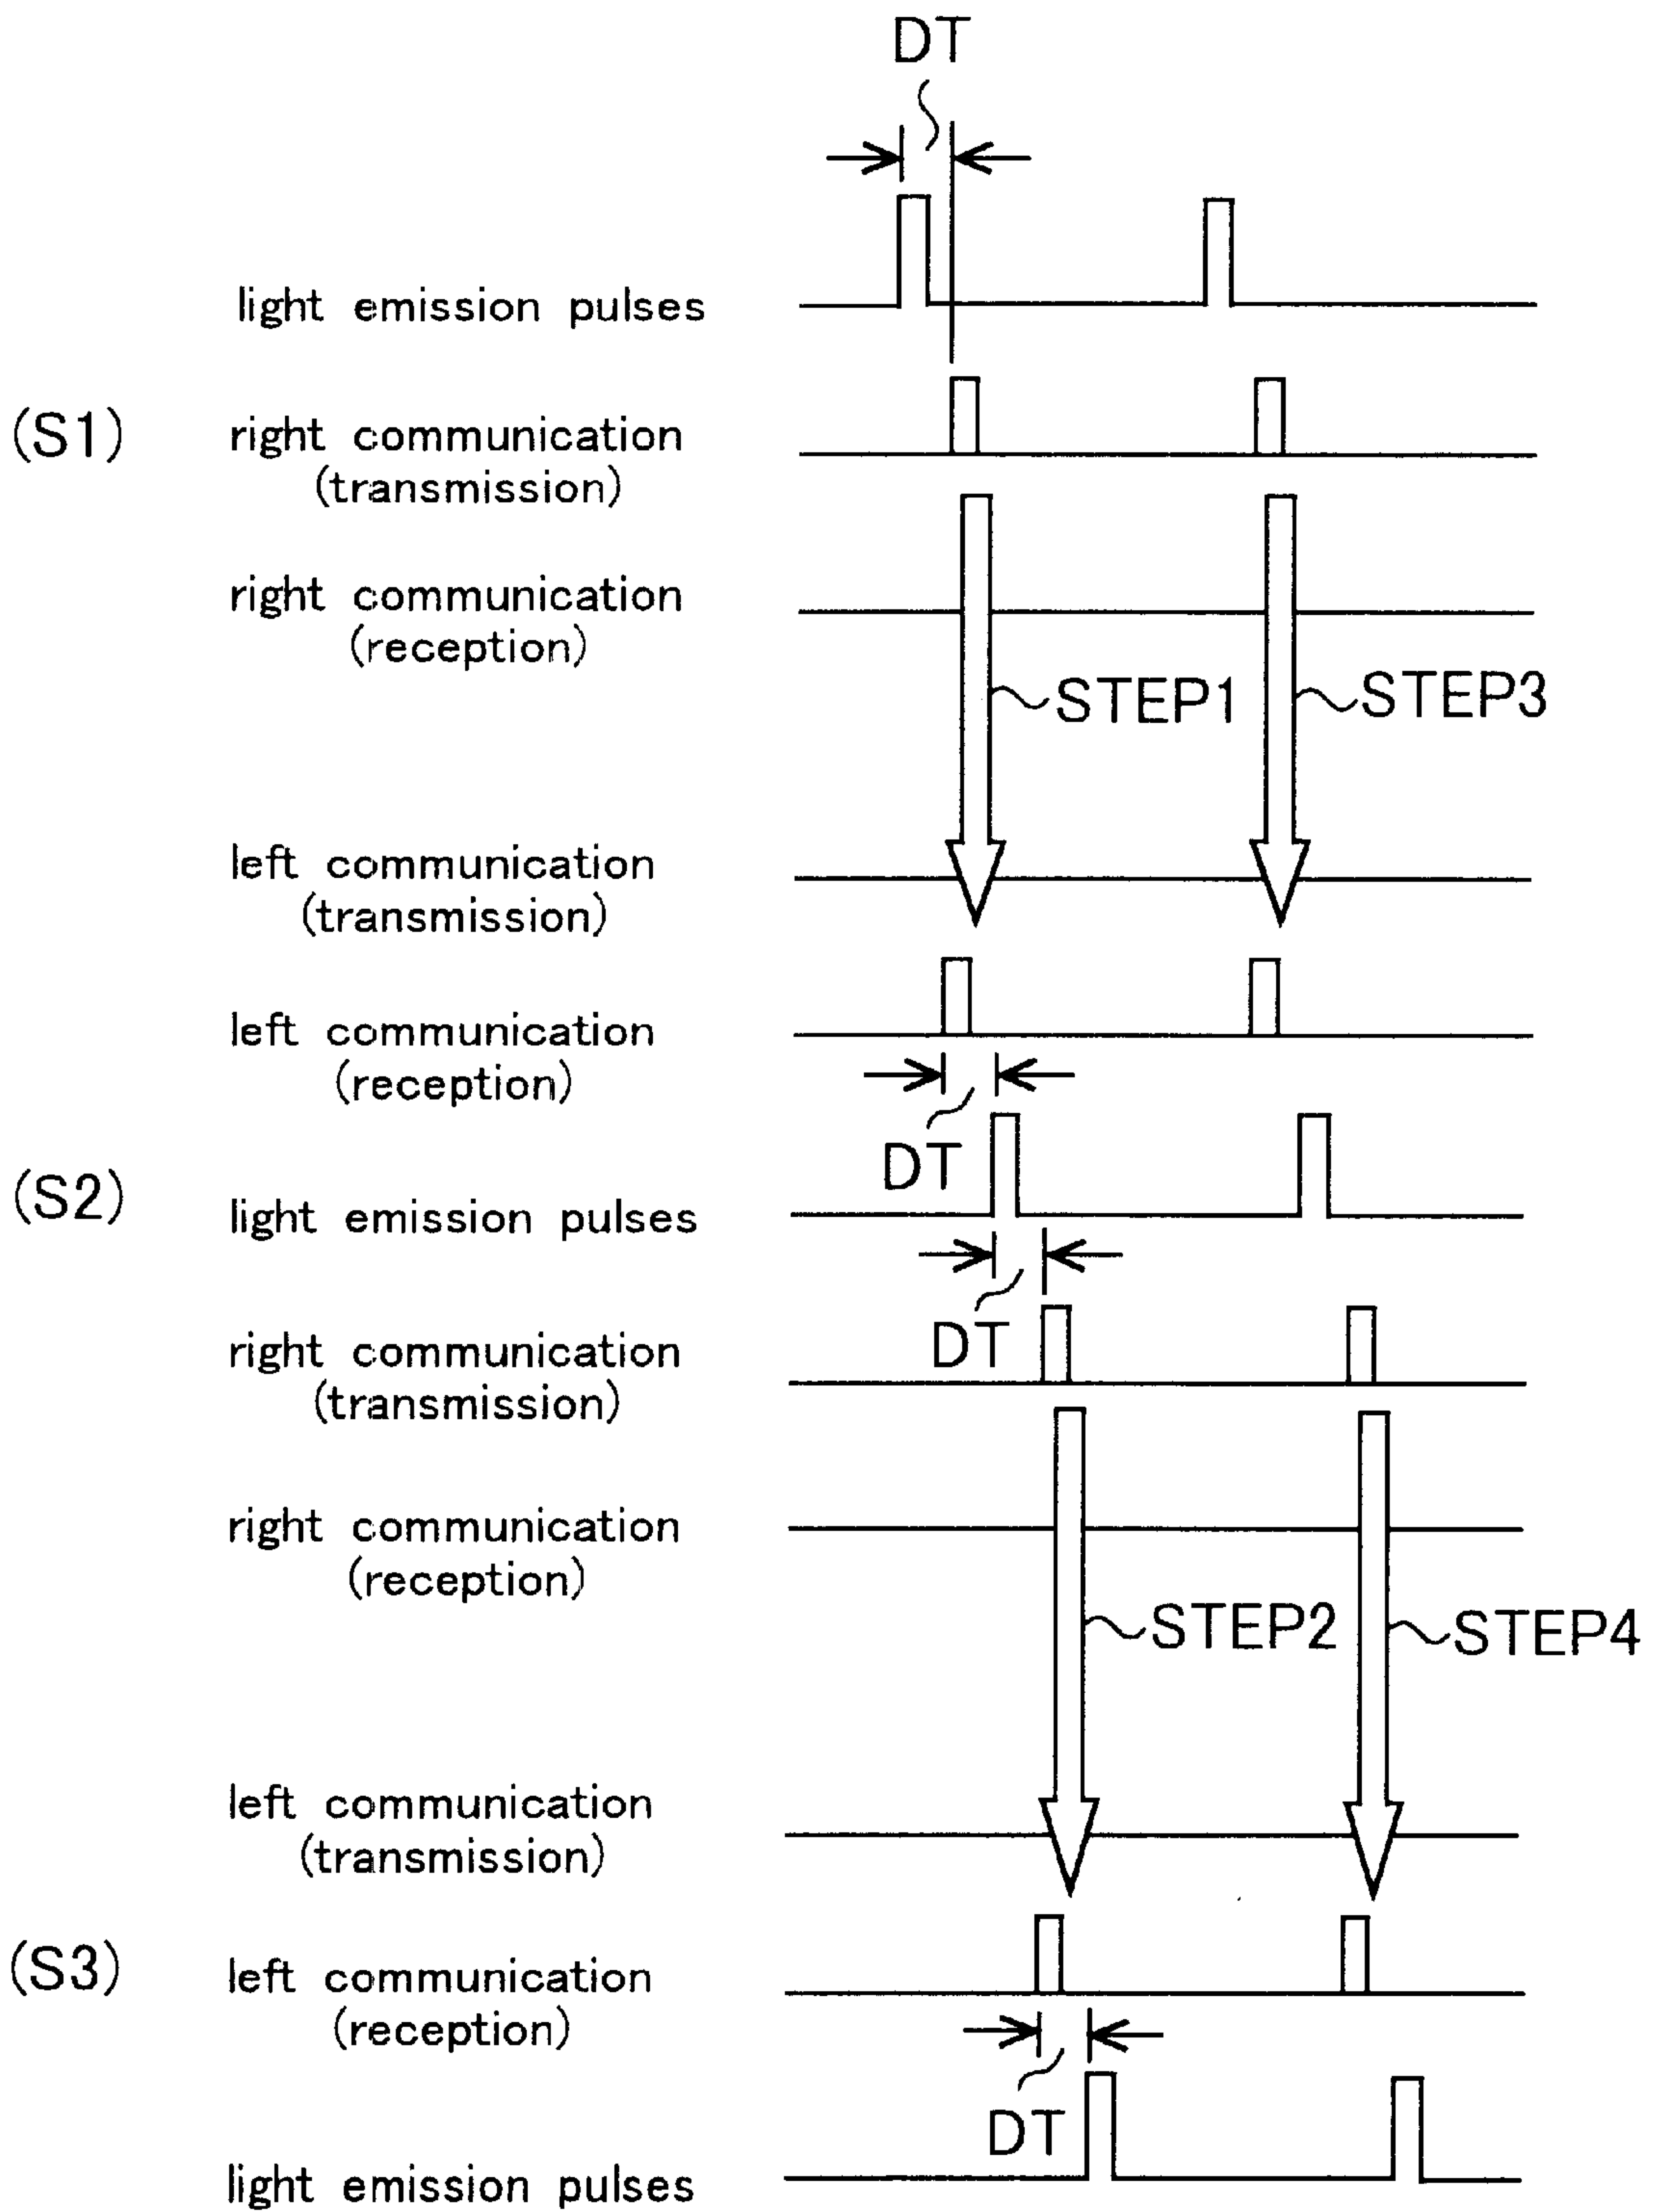 DT
light emission pulses
(S1)
right communication
(transmission)
right communication
(reception)
STEP1
STEP3
left communication
(transmission)
left communication
(reception)
DT
(S2)
light emission pulses
DT
right communication
(transmission)
right communication
(reception)
STEP2
STEP4
left communication
(transmission)
(S3)
left communication
(reception)
DT
light emission pulses